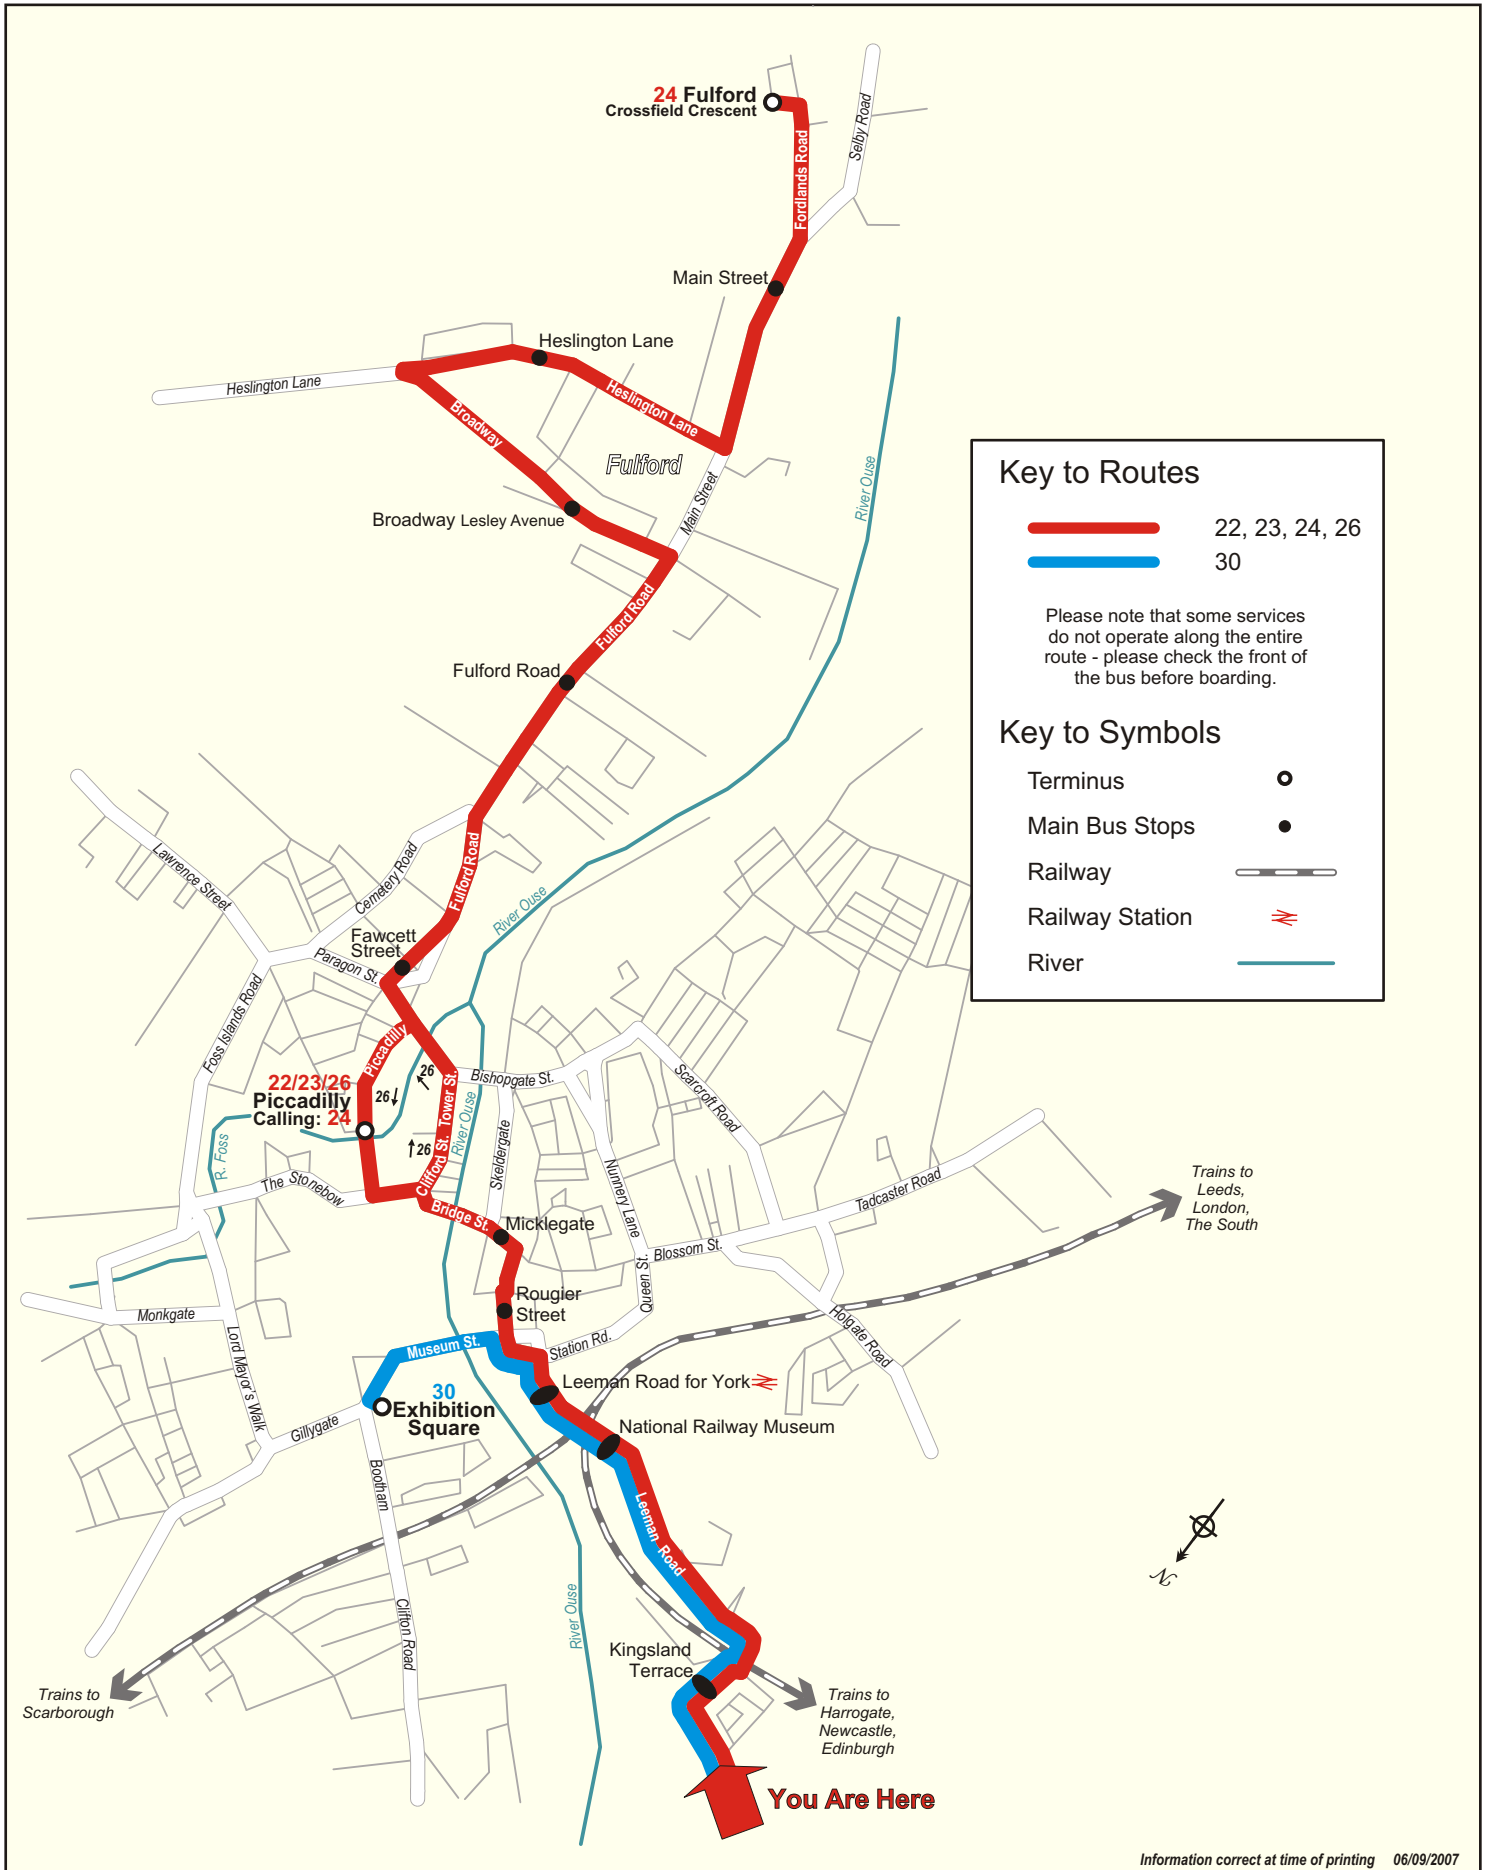 24 Fulford
Crossfield Crescent
Selby Road
Fordlands Road
Main Street
Heslington Lane
Heslington Lane
Heslington Lane
Broadway
Fulford
River Ouse
Main Street
Broadway Lesley Avenue
Fulford Road
Fulford Road
Key to Routes
22, 23, 24, 26
30
Please note that some services
do not operate along the entire
route - please check the front of
the bus before boarding.
Key to Symbols
Terminus
Main Bus Stops
Railway
Railway Station
River
Lawrence Street
Cemetery Road
Fulford Road
River Ouse
Fawcett
Street
Paragon St.
Foss Islands Road
Piccadilly
22/23/26
Piccadilly
Calling: 24
26
26
26
Tower St.
Clifford St.
River Ouse
Bishopgate St.
Skeldergate
Scarcroft Road
Nunnery Lane
R. Foss
The Stonebow
Bridge St.
Micklegate
Tadcaster Road
Blossom St.
Queen St.
Trains to
Leeds,
London,
The South
Rougier
Street
Station Rd.
Holgate Road
Monkgate
Lord Mayor's Walk
Museum St.
30
Exhibition
Square
Leeman Road for York
National Railway Museum
Gillygate
Bootham
Leeman Road
Clifton Road
River Ouse
N
Kingsland
Terrace
Trains to
Scarborough
Trains to
Harrogate,
Newcastle,
Edinburgh
You Are Here
Information correct at time of printing 06/09/2007